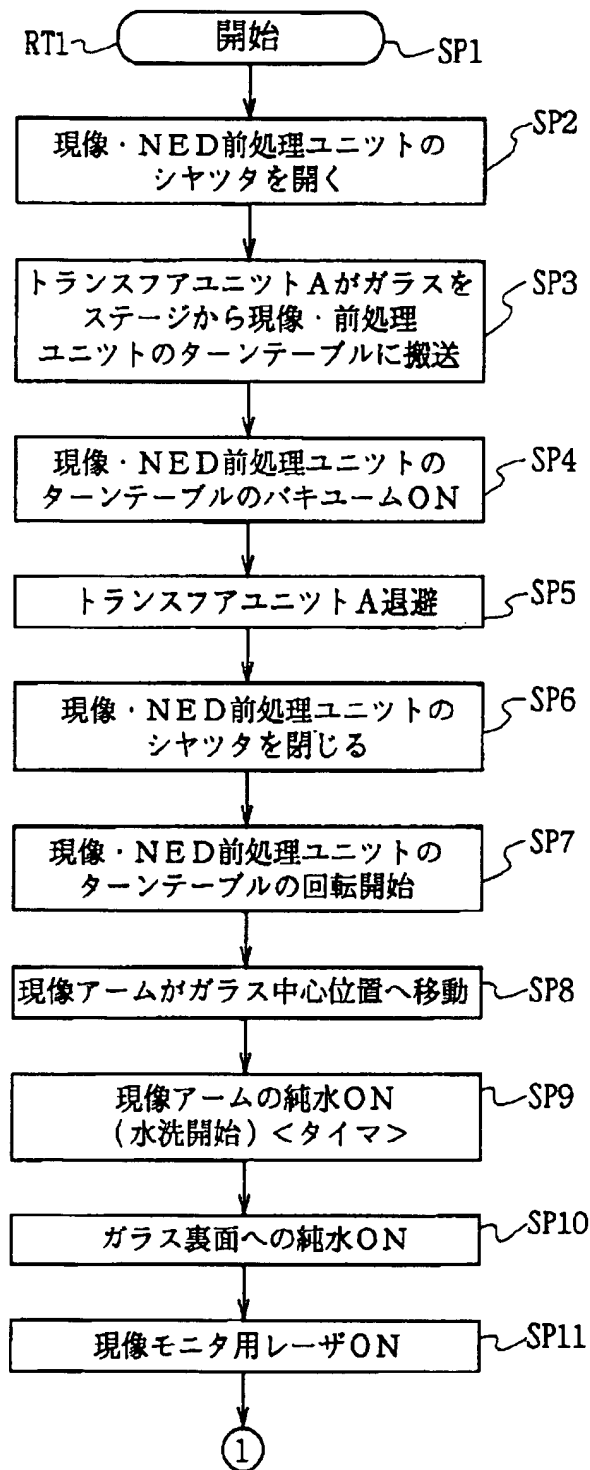 RT1
開始
SP1
現像・NED前処理ユニツトの
シヤツタを開く
SP2
トランスフアユニツトAがガラスを
ステージから現像・前処理
ユニツトのターンテーブルに搬送
SP3
現像・NED前処理ユニツトの
ターンテーブルのバキユームON
SP4
トランスフアユニツトA退避
SP5
現像・NED前処理ユニツトの
シヤツタを閉じる
SP6
現像・NED前処理ユニツトの
ターンテーブルの回転開始
SP7
現像アームがガラス中心位置へ移動
SP8
現像アームの純水ON
(水洗開始)<タイマ>
SP9
ガラス裏面への純水ON
SP10
現像モニタ用レーザON
SP11
1